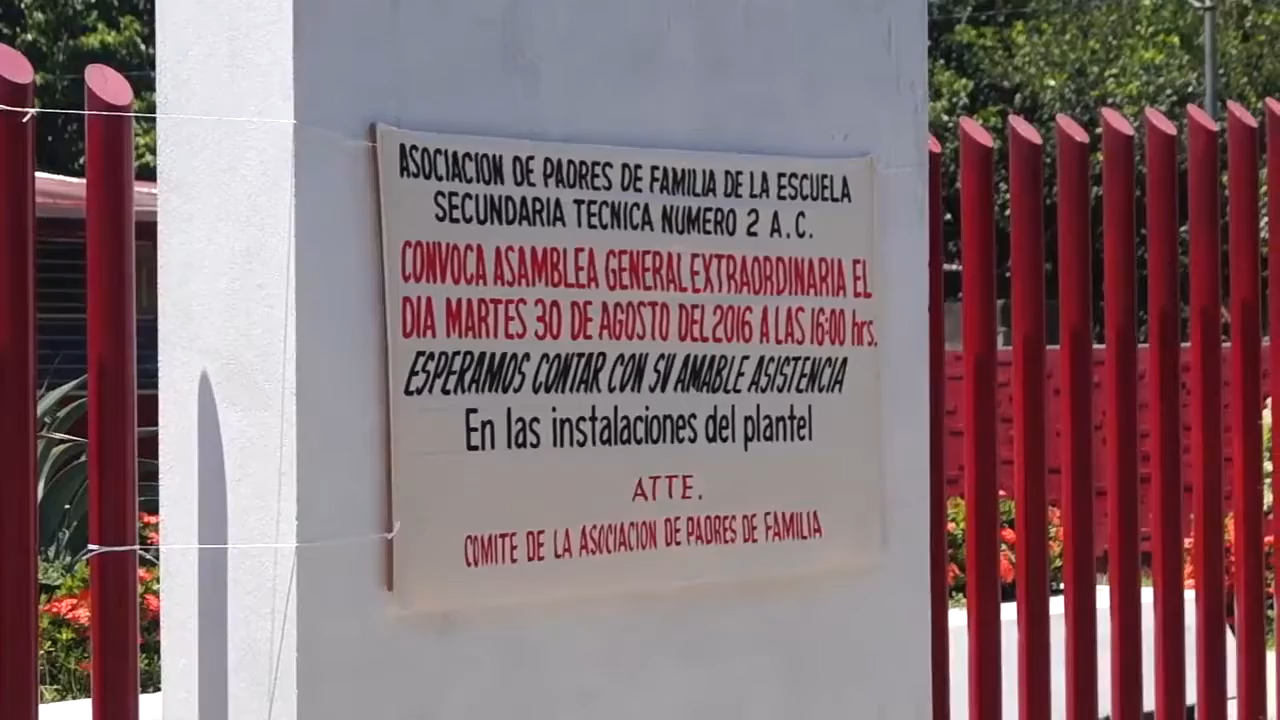 ASOCIACION DE PADRES DE FAMILIA DE LA ESCUELA
SECUNDARIA TECNICA NUMERO 2 A.C.
CONVOCA ASAMBLEA GENERAL EXTRAORDINARIA EL
DIA MARTES 30 DE AGOSTO DEL 2016 A LAS 16:00 hrs.
ESPERAMOS CONTAR CON SU AMABLE ASISTENCIA
En las instalaciones del plantel
ATTE.
COMITE DE LA ASOCIACION DE PADRES DE FAMILIA